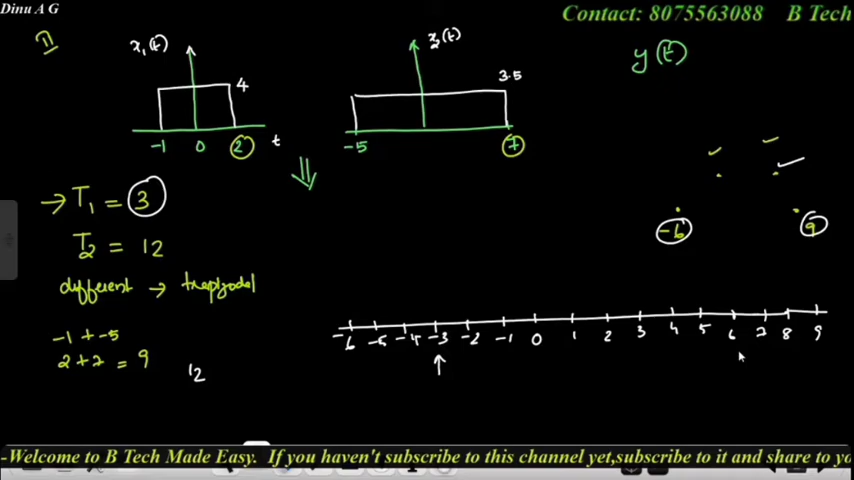 Dinu A G
Contact: 8075563088 B Tech
II
x₁(t)
x₂(t)
y(t)
4
3.5
-1 0 2 t
-5 7
⇓
→ T₁ = 3
T₂ = 12
-6 9
different → trepzodel
-1 + -5
2+7 = 9
12
-6 -5 -4 -3 -2 -1 0 1 2 3 4 5 6 7 8 9
-Welcome to B Tech Made Easy. If you haven't subscribe to this channel yet,subscribe to it and share to yo